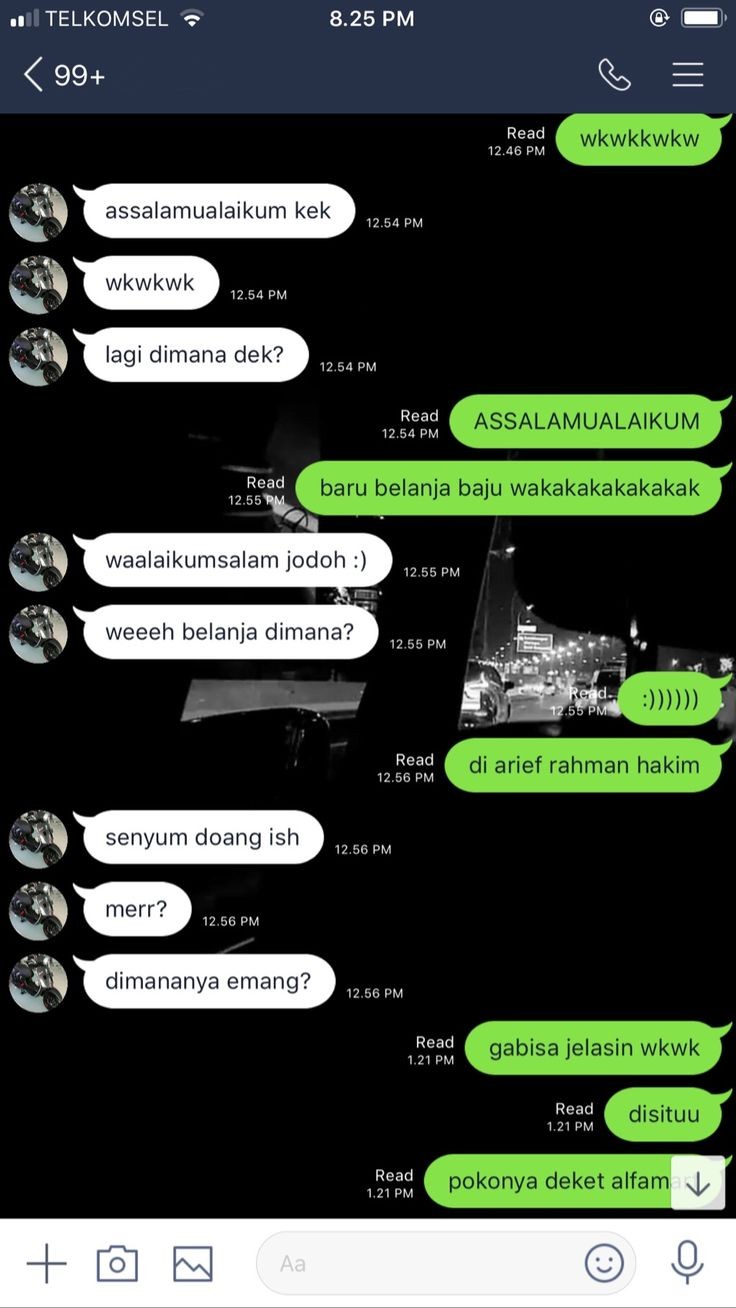 TELKOMSEL 8.25 PM
99+
Read
12.46 PM
wkwkkwkw
assalamualaikum kek
12.54 PM
wkwkwk
12.54 PM
lagi dimana dek?
12.54 PM
Read
12.54 PM
ASSALAMUALAIKUM
Read
12.55 PM
baru belanja baju wakakakakakakak
waalaikumsalam jodoh :)
12.55 PM
weeeh belanja dimana?
12.55 PM
Read
12.55 PM
:))))))
Read
12.56 PM
di arief rahman hakim
senyum doang ish
12.56 PM
merr?
12.56 PM
dimananya emang?
12.56 PM
Read
1.21 PM
gabisa jelasin wkwk
Read
1.21 PM
disituu
Read
1.21 PM
pokonya deket
Aa